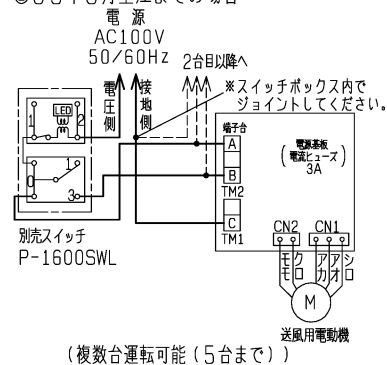 電 源
AC100V
50/60Hz
2台目以降へ
電圧側
接地側
※スイッチボックス内で
ジョイントしてください。
LED
1
2
1
0
3
端子台
A
B
TM2
C
TM1
電源基板
電流ヒューズ
3A
CN2
CN1
モモ
クロ
アカ
アオ
シロ
M
別売スイッチ
P-1600SWL
送風用電動機
(複数台運転可能(5台まで))